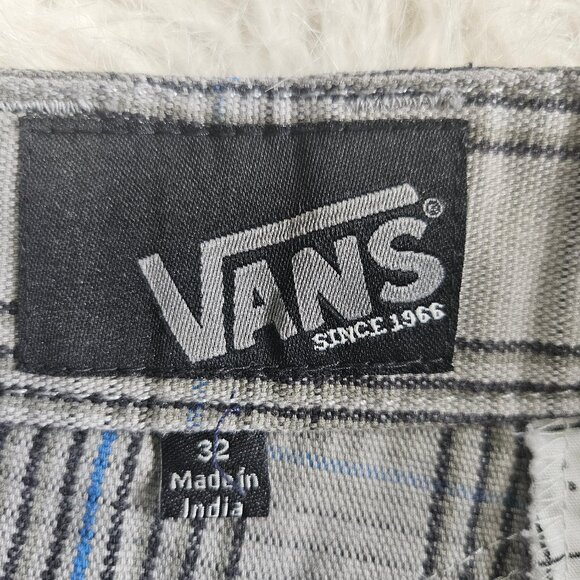 VANS®
SINCE 1966
32
Made in
India